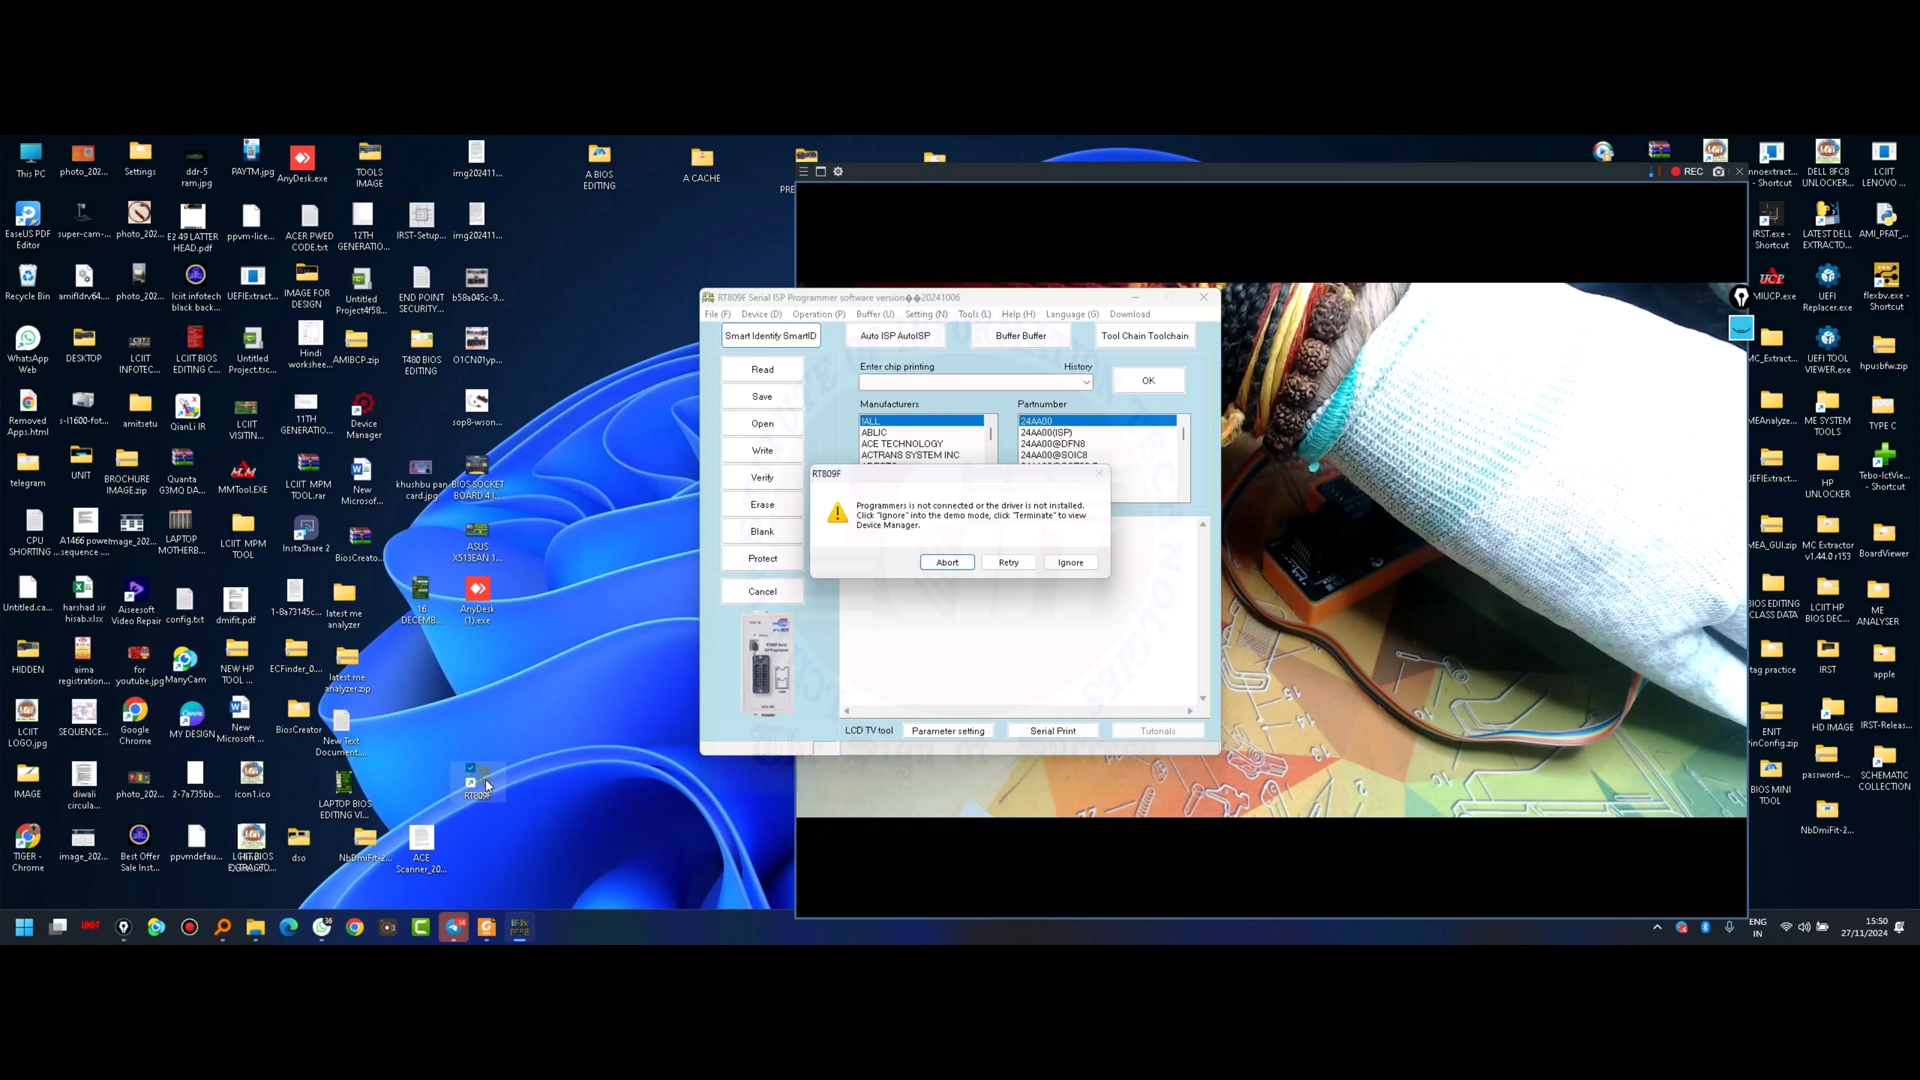 This PC
photo_202...
Settings
ddr-5
ram.jpg
PAYTM.jpg
AnyDesk.exe
TOOLS
IMAGE
img202411...
A BIOS
EDITING
A CACHE
PRE
REC
nnoextract...
- Shortcut
DELL 8FC8
UNLOCKER...
LCIIT
LENOVO ...
EaseUS PDF
Editor
super-cam-...
photo_202...
E2 49 LATTER
HEAD.pdf
ppvm-lice...
ACER PWED
CODE.txt
12TH
GENERATIO...
IRST-Setup...
img202411...
IRST.exe -
Shortcut
LATEST DELL
EXTRACTO...
AMI_PFAT_...
Recycle Bin
amifldrv64...
photo_202...
lciit infotech
black back...
UEFIExtract...
IMAGE FOR
DESIGN
Untitled
Project4f58...
END POINT
SECURITY...
b58a045c-9...
MIUCP.exe
UEFI
Replacer.exe
flexbv.exe -
Shortcut
WhatsApp
Web
DESKTOP
LCIIT
INFOTEC...
LCIIT BIOS
EDITING C...
Untitled
Project.tsc...
Hindi
workshee...
AMIBCP.zip
T480 BIOS
EDITING
O1CN01yp...
MC_Extract...
UEFI TOOL
VIEWER.exe
hpusbfw.zip
Removed
Apps.html
s-l1600-fot...
amitsetu
QianLi IR
LCIIT
VISITIN...
11TH
GENERATIO...
Device
Manager
sop8-wson...
MEAnalyze...
ME SYSTEM
TOOLS
TYPE C
telegram
UNIT
BROCHURE
IMAGE.zip
Quanta
G3MQ DA...
MMTool.EXE
LCIIT MPM
TOOL.rar
New
Microsof...
khushbu pan
card.jpg
BIOS SOCKET
BOARD 4 I...
UEFIExtract...
HP
UNLOCKER
Tebo-IctVie...
- Shortcut
CPU
SHORTING...
A1466 power
sequence ...
image_202...
LAPTOP
MOTHERB...
LCIIT MPM
TOOL
InstaShare 2
BiosCreato...
ASUS
X513EAN 1...
MEA_GUI.zip
MC Extractor
v1.44.0 r153
BoardViewer
Untitled.ca...
harshad sir
hisab.xlsx
Aiseesoft
Video Repair
config.txt
dmifit.pdf
1-8a73145c...
latest me
analyzer
16
DECEMB...
AnyDesk
(1).exe
BIOS EDITING
CLASS DATA
LCIIT HP
BIOS DEC...
ME
ANALYSER
HIDDEN
aima
registration...
for
youtube.jpg
ManyCam
NEW HP
TOOL ...
ECFinder_0...
latest me
analyzer.zip
tag practice
IRST
apple
LCIIT
LOGO.jpg
SEQUENCE...
Google
Chrome
MY DESIGN
New
Microsoft ...
BiosCreator
New Text
Document...
ENIT
PinConfig.zip
HD IMAGE
IRST-Releas...
IMAGE
diwali
circula...
photo_202...
2-7a735bb...
icon1.ico
LAPTOP BIOS
EDITING VI...
RT809F
BIOS MINI
TOOL
password-...
SCHEMATIC
COLLECTION
TIGER -
Chrome
image_202...
Best Offer
Sale Inst...
ppvmdefau...
dso
NbDmiFit-2...
ACE
Scanner_20...
NbDmiFit-2...
RT809F Serial ISP Programmer software version��20241006
File (F) Device (D) Operation (P) Buffer (U) Setting (N) Tools (L) Help (H) Language (G) Download
Smart Identify SmartID Auto ISP AutoISP Buffer Buffer Tool Chain Toolchain
Read
Save
Open
Write
Verify
Erase
Blank
Protect
Cancel
Enter chip printing History
OK
Manufacturers
!ALL
ABLIC
ACE TECHNOLOGY
ACTRANS SYSTEM INC
Partnumber
24AA00
24AA00(ISP)
24AA00@DFN8
24AA00@SOIC8
RT809F
Programmers is not connected or the driver is not installed.
Click "Ignore" into the demo mode, click "Terminate" to view
Device Manager.
Abort Retry Ignore
LCD TV tool Parameter setting Serial Print Tutorials
15
14
36
ENG
IN
15:50
27/11/2024